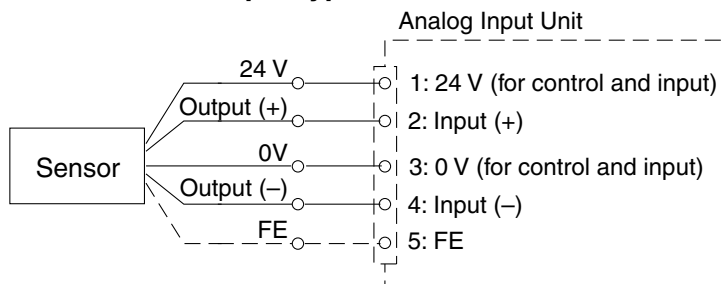 Analog Input Unit
24 V
1: 24 V (for control and input)
Output (+)
2: Input (+)
0V
3: 0 V (for control and input)
Sensor
Output (–)
4: Input (–)
FE
5: FE